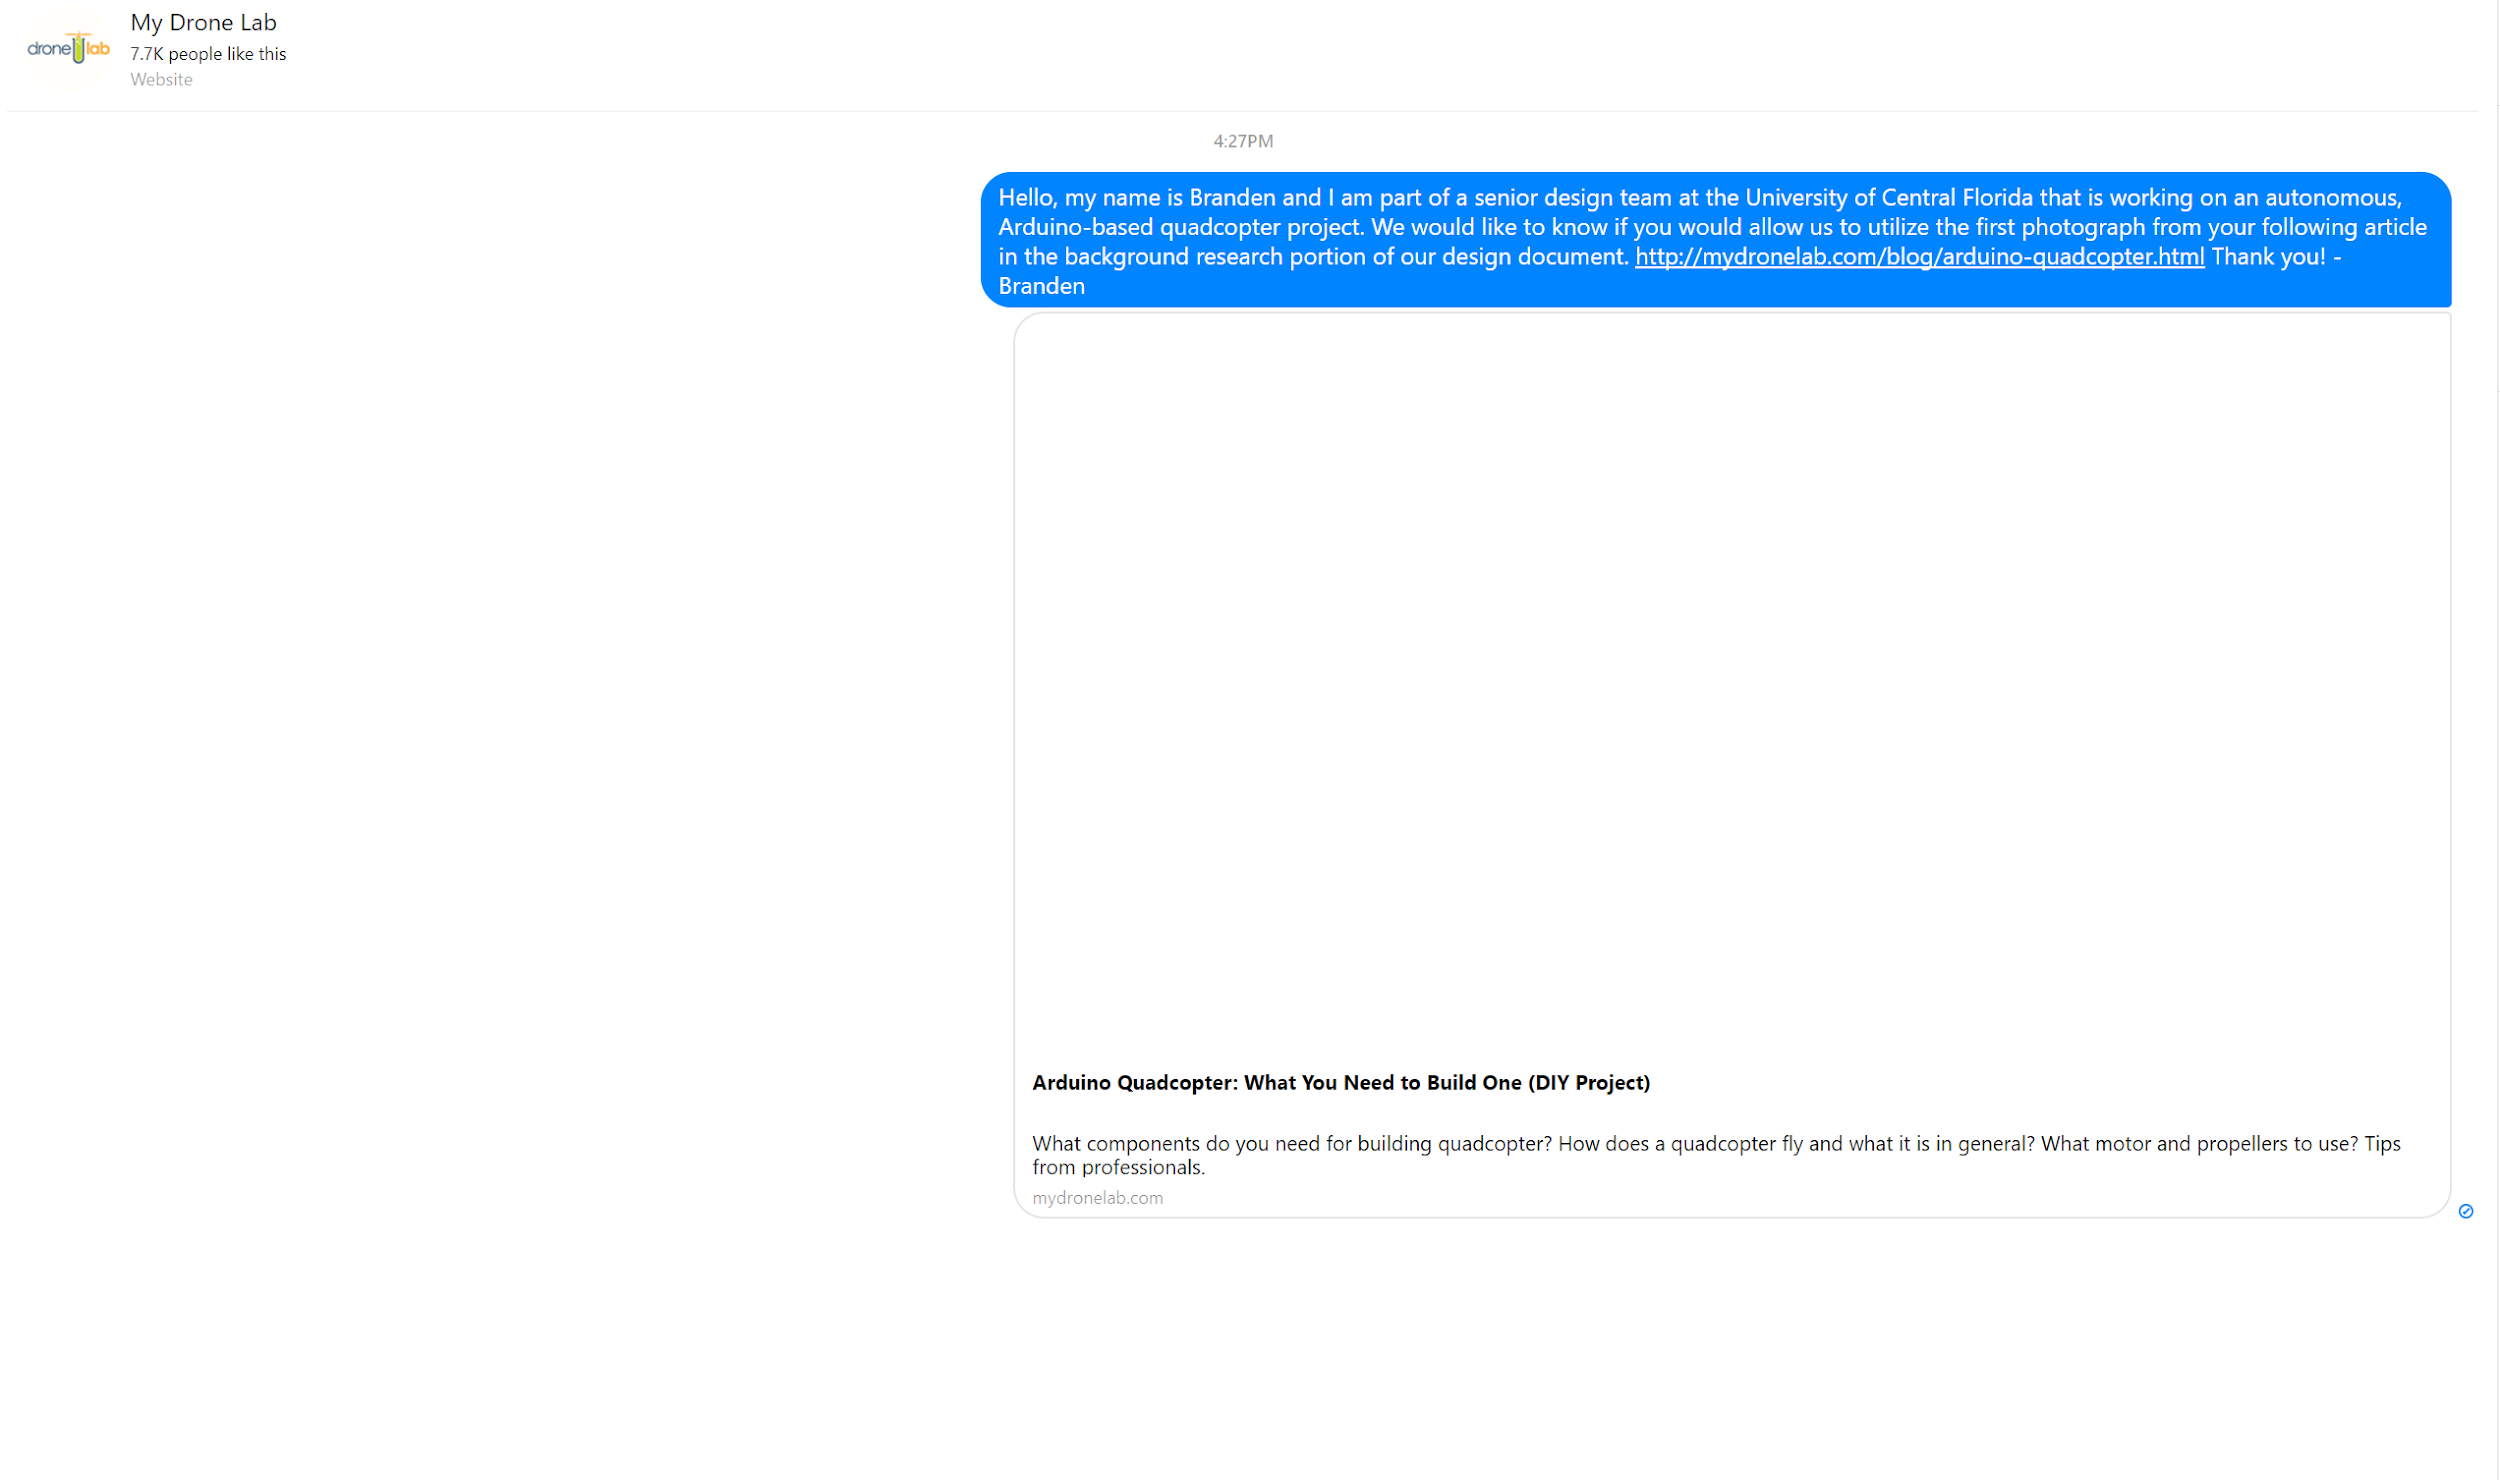 My Drone Lab
drone lab
7.7K people like this
Website
4:27PM
Hello, my name is Branden and I am part of a senior design team at the University of Central Florida that is working on an autonomous,
Arduino-based quadcopter project. We would like to know if you would allow us to utilize the first photograph from your following article
in the background research portion of our design document. http://mydronelab.com/blog/arduino-quadcopter.html Thank you! -
Branden
Arduino Quadcopter: What You Need to Build One (DIY Project)
What components do you need for building quadcopter? How does a quadcopter fly and what it is in general? What motor and propellers to use? Tips
from professionals.
mydronelab.com